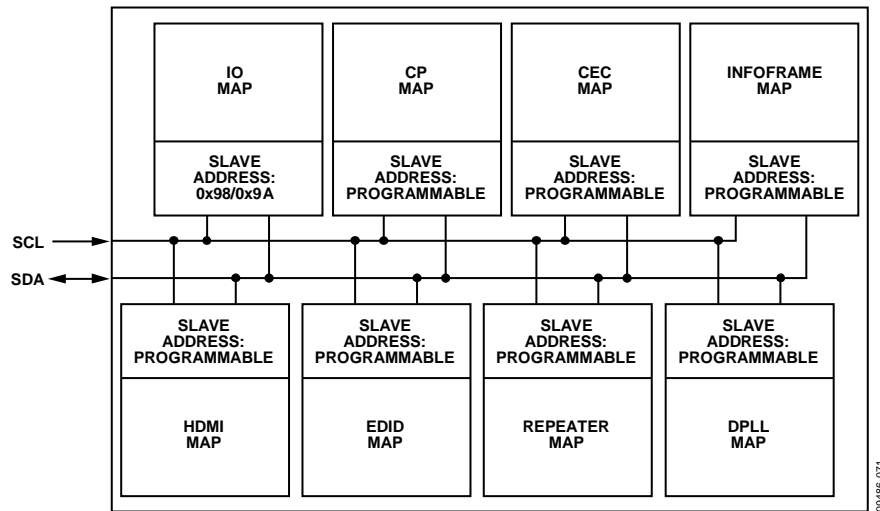 IO
MAP
CP
MAP
CEC
MAP
INFOFRAME
MAP
SLAVE
ADDRESS:
0x98/0x9A
SLAVE
ADDRESS:
PROGRAMMABLE
SLAVE
ADDRESS:
PROGRAMMABLE
SLAVE
ADDRESS:
PROGRAMMABLE
SCL
SDA
SLAVE
ADDRESS:
PROGRAMMABLE
SLAVE
ADDRESS:
PROGRAMMABLE
SLAVE
ADDRESS:
PROGRAMMABLE
SLAVE
ADDRESS:
PROGRAMMABLE
HDMI
MAP
EDID
MAP
REPEATER
MAP
DPLL
MAP
09486-071